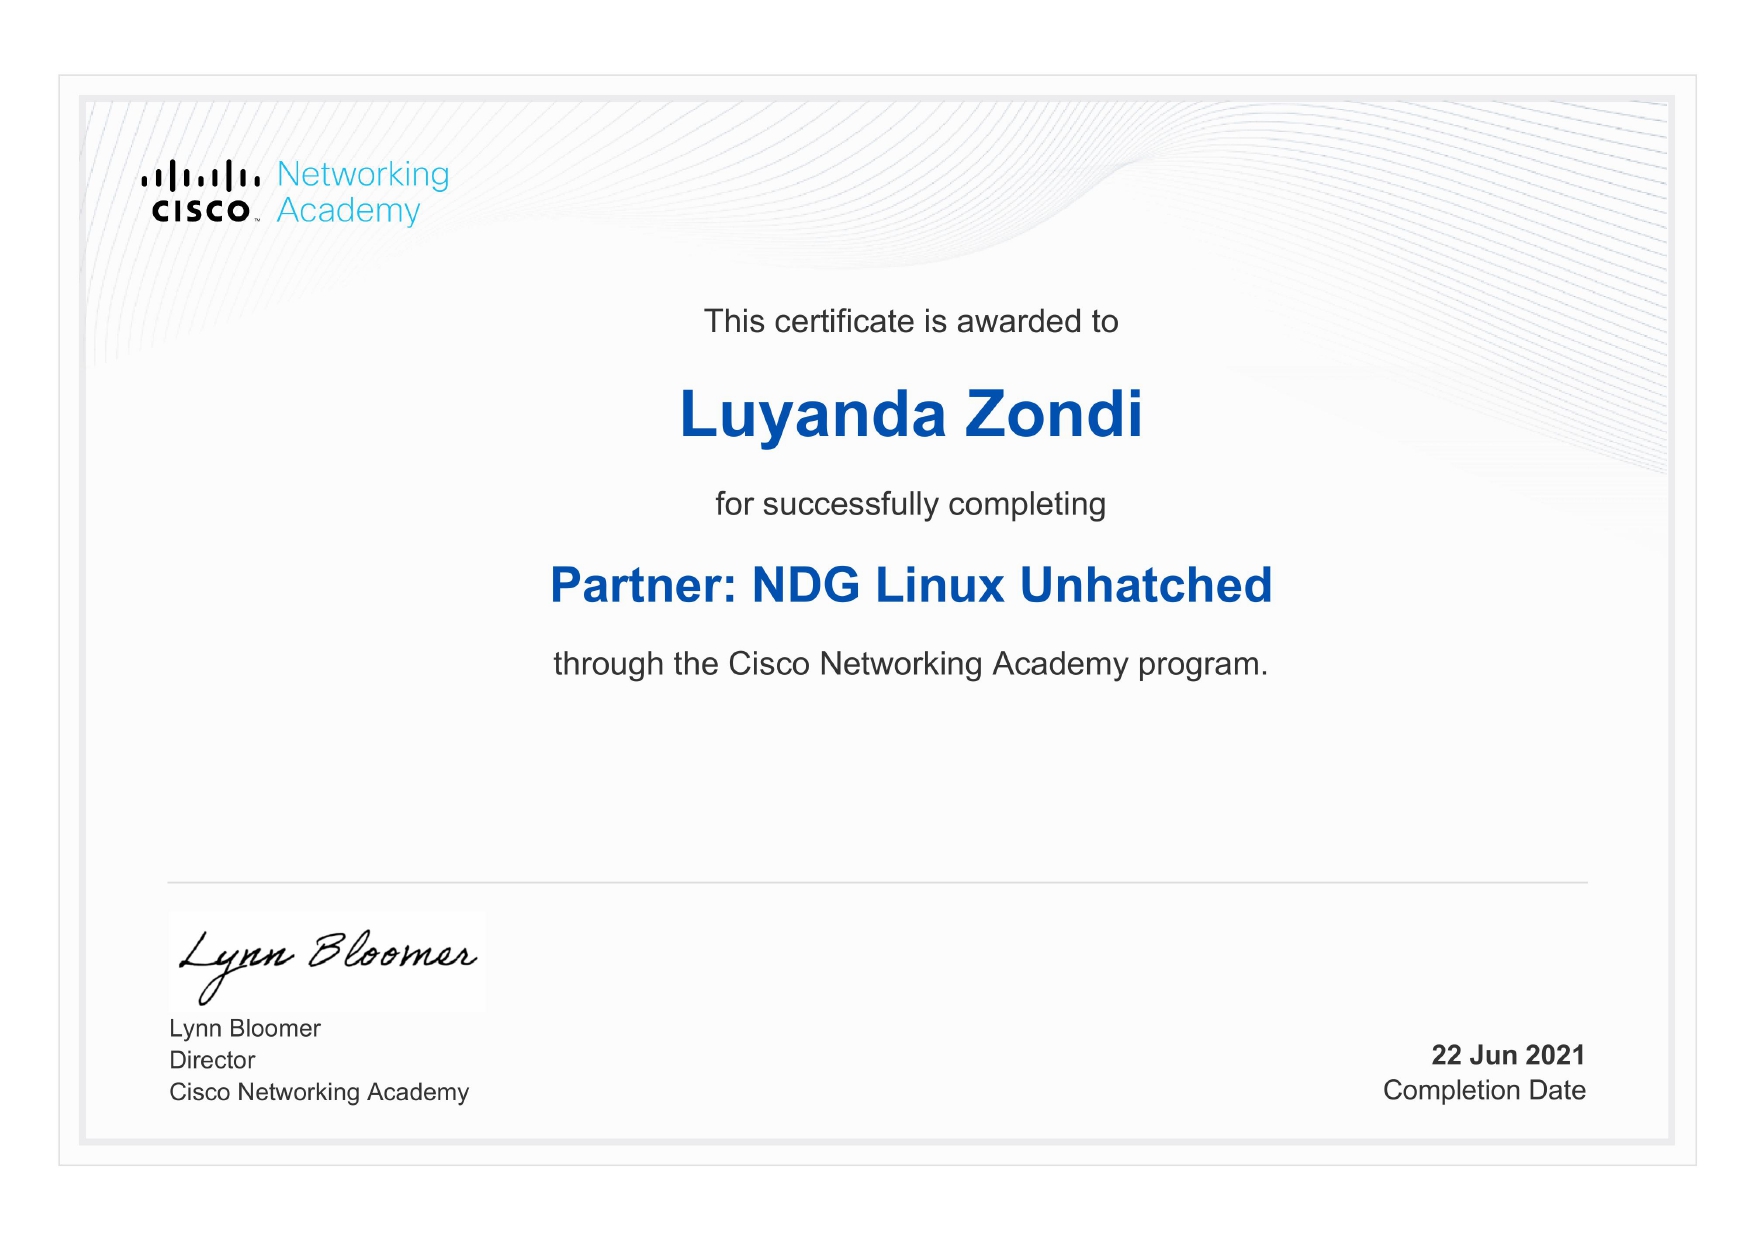 Networking
CISCO™ Academy
This certificate is awarded to
Luyanda Zondi
for successfully completing
Partner: NDG Linux Unhatched
through the Cisco Networking Academy program.
Lynn Bloomer
Lynn Bloomer
Director
Cisco Networking Academy
22 Jun 2021
Completion Date